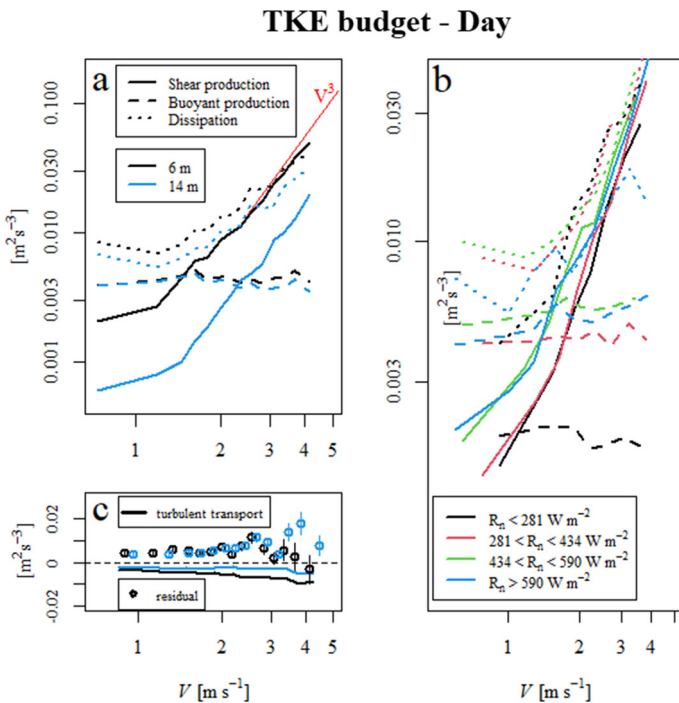 TKE budget - Day
a
Shear production
Buoyant production
Dissipation
V³
6 m
14 m
[m²s⁻³]
0.100
0.030
0.010
0.003
0.001
1 2 3 4 5
b
[m²s⁻³]
0.030
0.010
0.003
Rₙ < 281 W m⁻²
281 < Rₙ < 434 W m⁻²
434 < Rₙ < 590 W m⁻²
Rₙ > 590 W m⁻²
1 2 3 4
V [m s⁻¹]
c
turbulent transport
residual
[m²s⁻³]
0.02
0
-0.02
1 2 3 4 5
V [m s⁻¹]